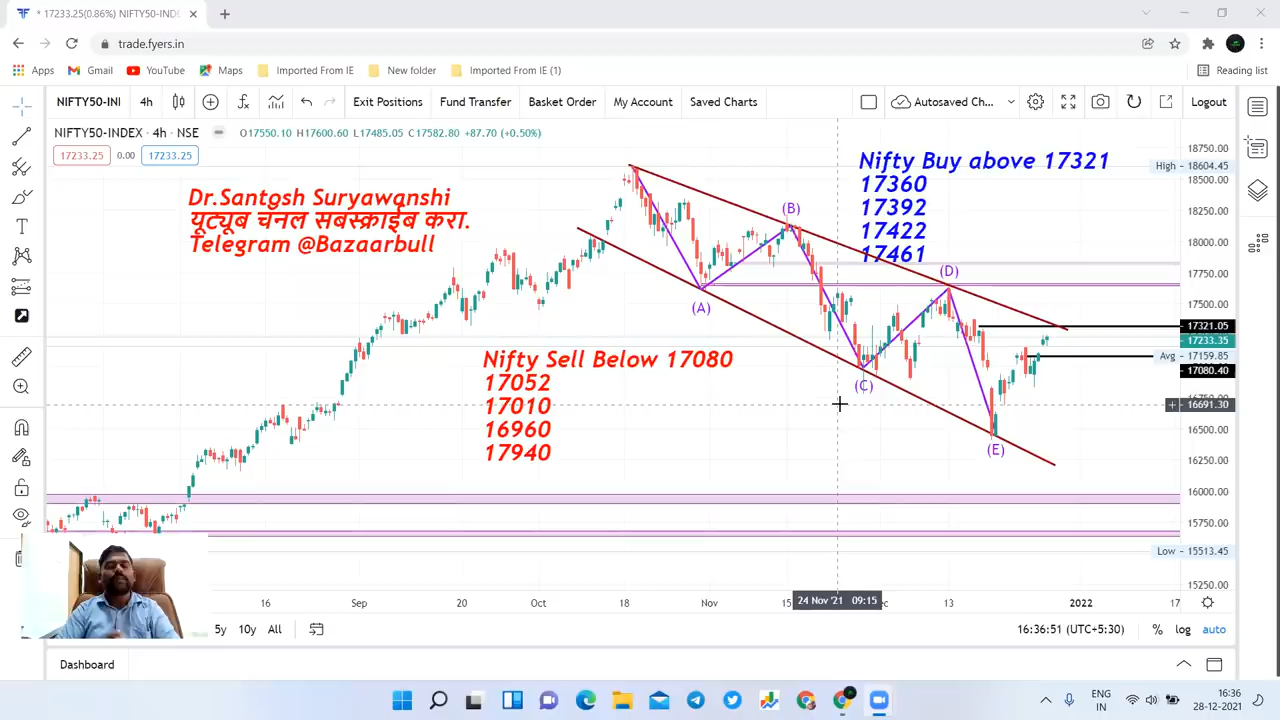 * 17233.25(0.86%) NIFTY50-INDE
trade.fyers.in
Apps Gmail YouTube Maps Imported From IE New folder Imported From IE (1) Reading list
NIFTY50-INI 4h Exit Positions Fund Transfer Basket Order My Account Saved Charts Autosaved Ch... Logout
NIFTY50-INDEX · 4h · NSE O17550.10 H17600.60 L17485.05 C17582.80 +87.70 (+0.50%)
17233.25 0.00 17233.25
Dr.Santosh Suryawanshi
यूट्यूब चॅनल सबस्क्राईब करा.
Telegram @Bazaarbull
Nifty Buy above 17321
17360
17392
17422
17461
Nifty Sell Below 17080
17052
17010
16960
17940
(A)
(B)
(C)
(D)
(E)
18750.00
High 18604.45
18500.00
18250.00
18000.00
17750.00
17500.00
17321.05
17233.35
Avg 17159.85
17080.40
16691.30
16500.00
16250.00
16000.00
15750.00
Low 15513.45
15250.00
16 Sep 20 Oct 18 Nov 15 24 Nov '21 09:15 13 2022 17
5y 10y All 16:36:51 (UTC+5:30) % log auto
Dashboard
ENG
IN
16:36
28-12-2021